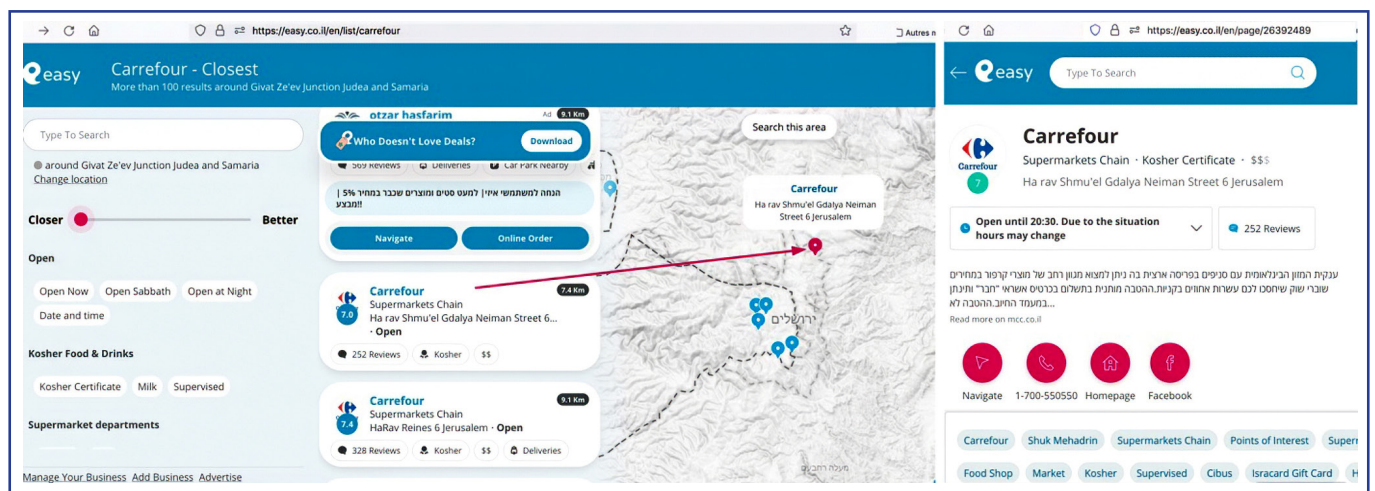 https://easy.co.il/en/list/carrefour
Autres
easy
Carrefour - Closest
More than 100 results around Givat Ze'ev Junction Judea and Samaria
Type To Search
around Givat Ze'ev Junction Judea and Samaria
Change location
Closer
Better
Open
Open Now Open Sabbath Open at Night
Date and time
Kosher Food & Drinks
Kosher Certificate Milk Supervised
Supermarket departments
Manage Your Business Add Business Advertise
otzar hasfarim
Ad 9.1 Km
Who Doesn't Love Deals?
Download
569 Reviews Deliveries Car Park Nearby
הנחה למשתמשי איזי| למעט סטים ומוצרים שכבר במחיר 5% |
מבצע!!
Navigate Online Order
Carrefour 7.4 Km
Supermarkets Chain
7.0
Ha rav Shmu'el Gdalya Neiman Street 6...
· Open
252 Reviews Kosher $$
Carrefour 9.1 Km
Supermarkets Chain
7.4
HaRav Reines 6 Jerusalem · Open
328 Reviews Kosher $$ Deliveries
Search this area
Carrefour
Ha rav Shmu'el Gdalya Neiman
Street 6 Jerusalem
ירושלים
https://easy.co.il/en/page/26392489
easy
Type To Search
Carrefour
7
Carrefour
Supermarkets Chain · Kosher Certificate · $$$
Ha rav Shmu'el Gdalya Neiman Street 6 Jerusalem
Open until 20:30. Due to the situation
hours may change
252 Reviews
ענקית המזון הבינלאומית עם סניפים בפריסה ארצית בה ניתן למצוא מגוון רחב של מוצרי קרפור במחירים
שוברי שוק שיחסכו לכם עשרות אחוזים בקניות.ההטבה מותנית בתשלום בכרטיס אשראי "חבר" ותינתן
במעמד החיוב.ההטבה לא...
Read more on mcc.co.il
Navigate 1-700-550550 Homepage Facebook
Carrefour Shuk Mehadrin Supermarkets Chain Points of Interest
Food Shop Market Kosher Supervised Cibus Isracard Gift Card